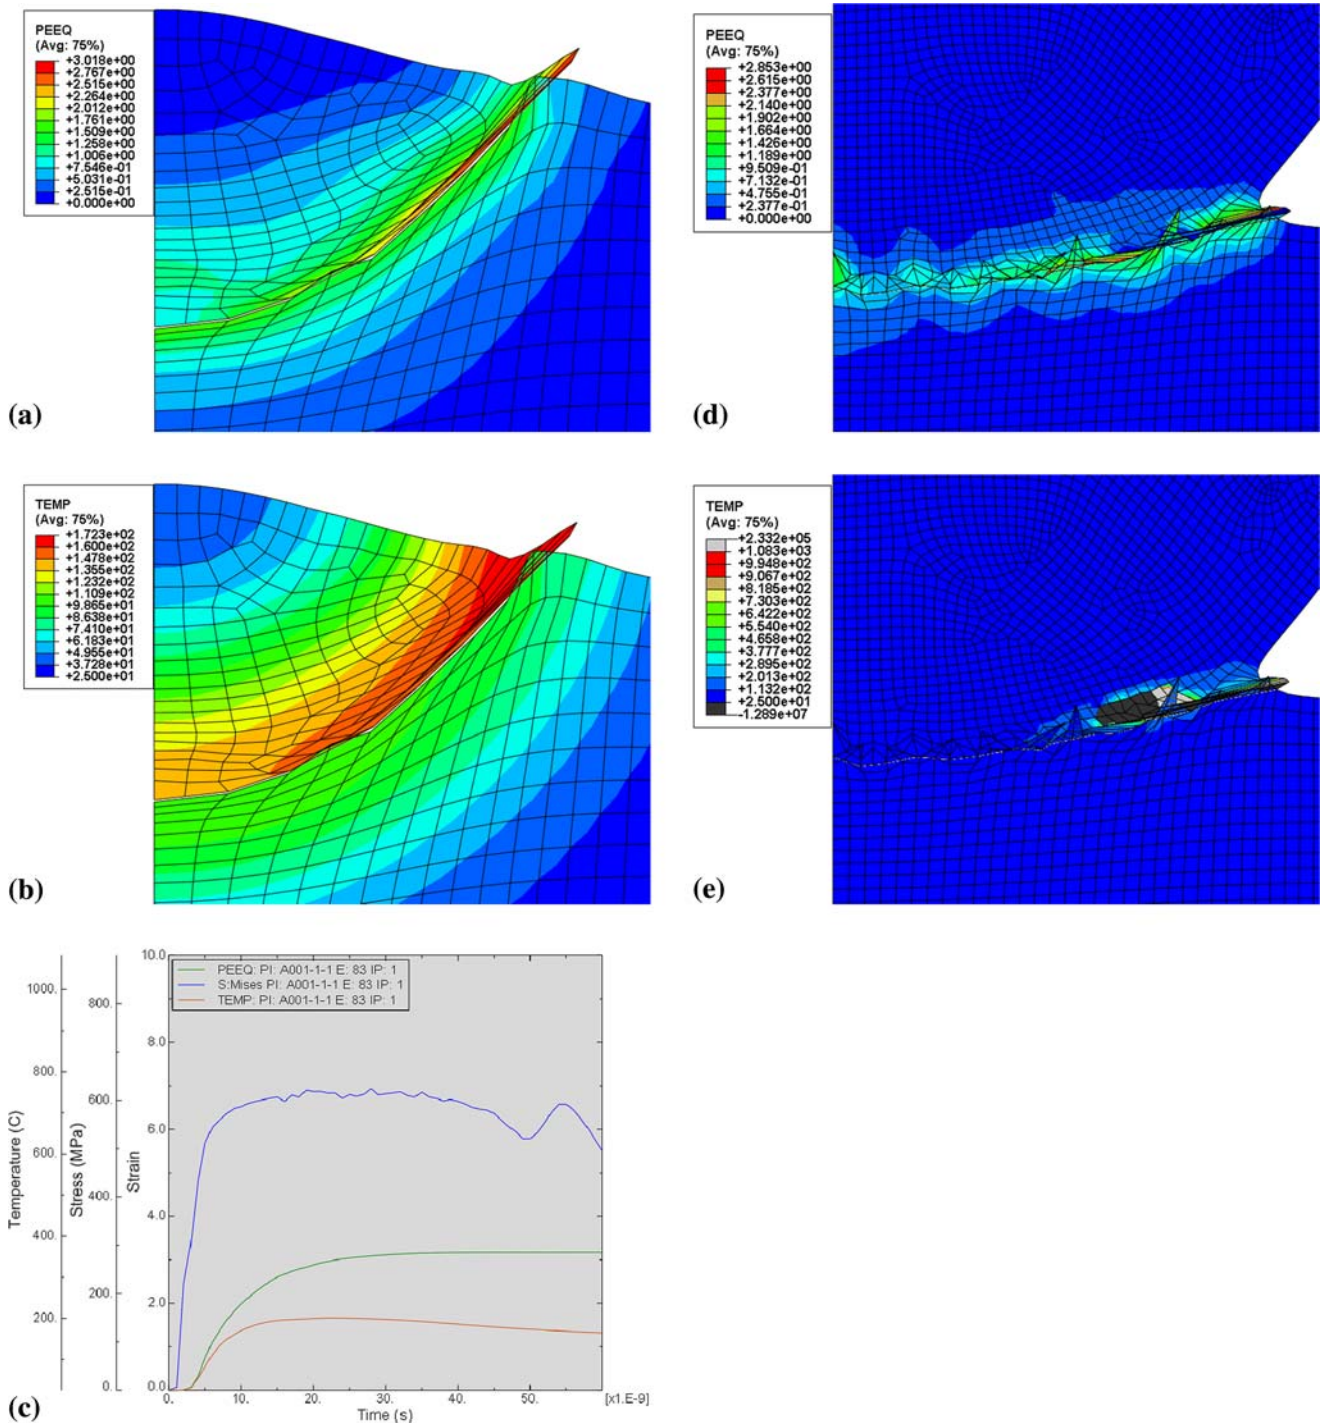 PEEQ
(Avg: 75%)
+3.018e+00
+2.767e+00
+2.515e+00
+2.264e+00
+2.012e+00
+1.761e+00
+1.509e+00
+1.258e+00
+1.006e+00
+7.546e-01
+5.031e-01
+2.515e-01
+0.000e+00
(a)
PEEQ
(Avg: 75%)
+2.853e+00
+2.615e+00
+2.377e+00
+2.140e+00
+1.902e+00
+1.664e+00
+1.426e+00
+1.189e+00
+9.509e-01
+7.132e-01
+4.755e-01
+2.377e-01
+0.000e+00
(d)
TEMP
(Avg: 75%)
+1.723e+02
+1.600e+02
+1.478e+02
+1.355e+02
+1.232e+02
+1.109e+02
+9.865e+01
+8.638e+01
+7.410e+01
+6.183e+01
+4.955e+01
+3.728e+01
+2.500e+01
(b)
TEMP
(Avg: 75%)
+2.332e+05
+1.083e+03
+9.948e+02
+9.067e+02
+8.185e+02
+7.303e+02
+6.422e+02
+5.540e+02
+4.658e+02
+3.777e+02
+2.895e+02
+2.013e+02
+1.132e+02
+2.500e+01
-1.289e+07
(e)
PEEQ: PI: A001-1-1 E: 83 IP: 1
S:Mises PI: A001-1-1 E: 83 IP: 1
TEMP: PI: A001-1-1 E: 83 IP: 1
Temperature (C)
1000.
800.
600.
400.
200.
0.
Stress (MPa)
800.
600.
400.
200.
0.
Strain
10.0
8.0
6.0
4.0
2.0
0.0
0. 10. 20. 30. 40. 50. [x1.E-9]
Time (s)
(c)